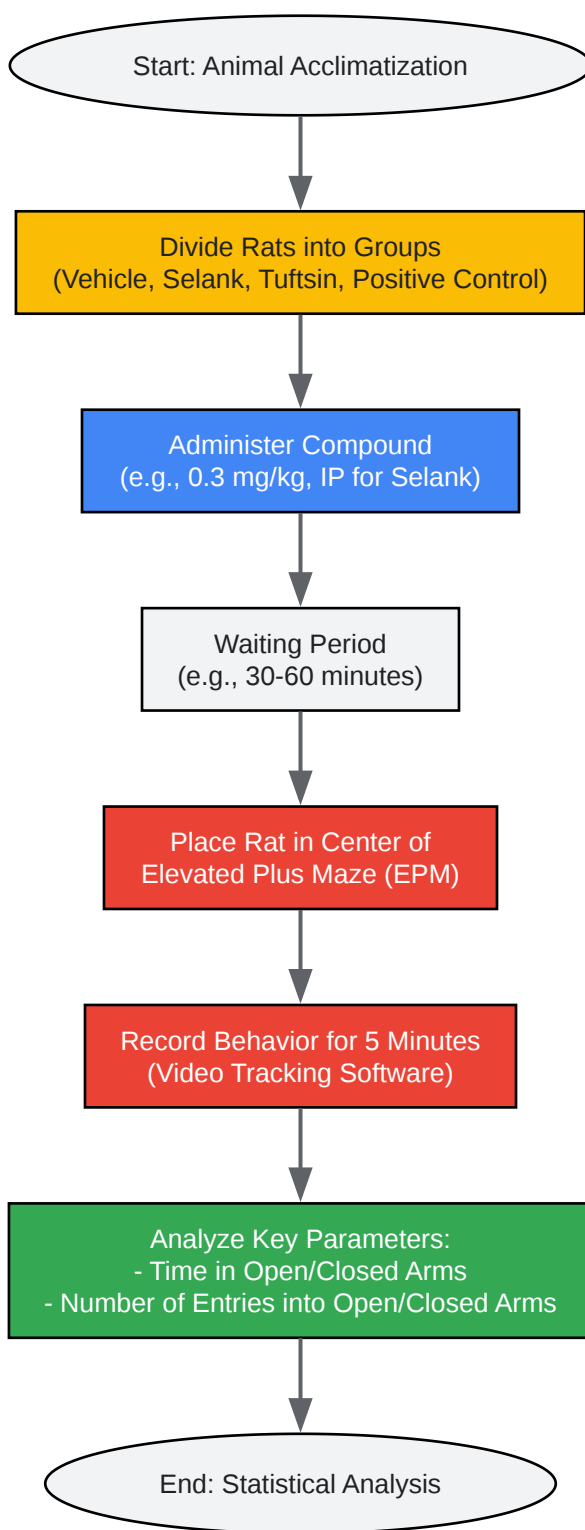 Start: Animal Acclimatization
Divide Rats into Groups
(Vehicle, Selank, Tuftsin, Positive Control)
Administer Compound
(e.g., 0.3 mg/kg, IP for Selank)
Waiting Period
(e.g., 30-60 minutes)
Place Rat in Center of
Elevated Plus Maze (EPM)
Record Behavior for 5 Minutes
(Video Tracking Software)
Analyze Key Parameters:
- Time in Open/Closed Arms
- Number of Entries into Open/Closed Arms
End: Statistical Analysis